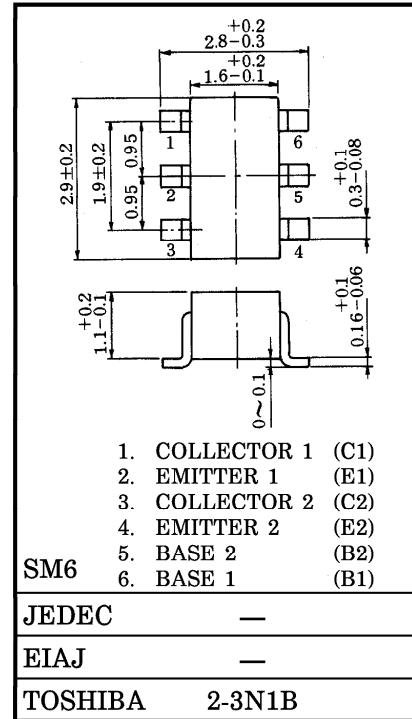 +0.2
2.8-0.3
+0.2
1.6-0.1
2.9±0.2
1.9±0.2
0.95
0.95
1
2
3
6
5
4
+0.1
0.3-0.08
+0.2
1.1-0.1
+0.1
0.16-0.06
0~0.1
1. COLLECTOR 1 (C1)
2. EMITTER 1 (E1)
3. COLLECTOR 2 (C2)
4. EMITTER 2 (E2)
5. BASE 2 (B2)
SM6 6. BASE 1 (B1)
JEDEC —
EIAJ —
TOSHIBA 2-3N1B